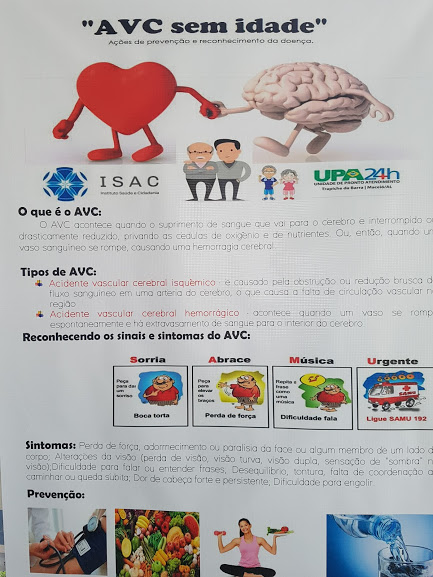 "AVC sem idade"
Ações de prevenção e reconhecimento da doença.
ISAC
Instituto Saúde e Cidadania
UPA24h
UNIDADE DE PRONTO ATENDIMENTO
Trapiche da Barra | Maceió/AL
O que é o AVC:
O AVC acontece quando o suprimento de sangue que vai para o cérebro é interrompido ou
drasticamente reduzido, privando as células de oxigênio e de nutrientes. Ou, então, quando um
vaso sanguíneo se rompe, causando uma hemorragia cerebral.
Tipos de AVC:
Acidente vascular cerebral isquêmico - é causado pela obstrução ou redução brusca do
fluxo sanguíneo em uma artéria do cérebro, o que causa a falta de circulação vascular na
região
Acidente vascular cerebral hemorrágico - acontece quando um vaso se rompe
espontaneamente e há extravasamento de sangue para o interior do cérebro
Reconhecendo os sinais e sintomas do AVC:
Sorria Abrace Música Urgente
Peça para dar um sorriso
Boca torta
Peça para elevar os braços
Perda de força
Repita a frase como uma música
Dificuldade fala
Ligue SAMU 192
Sintomas: Perda de força, adormecimento ou paralisia da face ou algum membro de um lado do
corpo; Alterações da visão (perda de visão, visão turva, visão dupla, sensação de "sombra" na
visão);Dificuldade para falar ou entender frases, Desequilíbrio, tontura, falta de coordenação ao
caminhar ou queda súbita; Dor de cabeça forte e persistente; Dificuldade para engolir.
Prevenção: